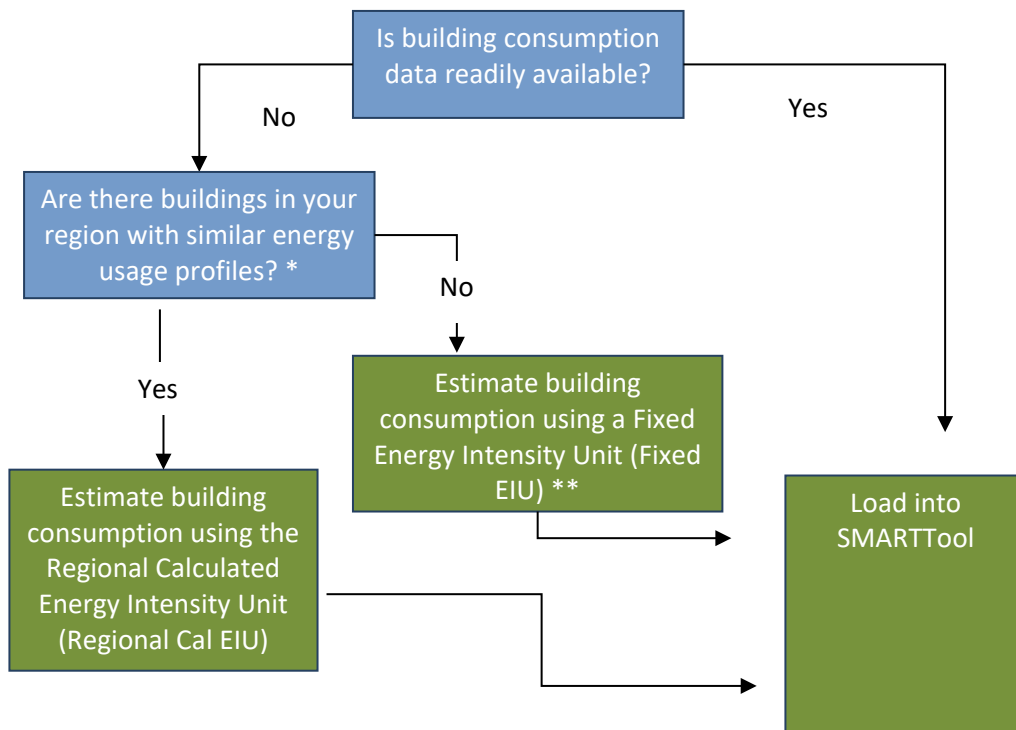 Is building consumption
data readily available?
No
Yes
Are there buildings in your
region with similar energy
usage profiles? *
No
Yes
Estimate building
consumption using a Fixed
Energy Intensity Unit (Fixed
EIU) **
Estimate building
consumption using the
Regional Calculated
Energy Intensity Unit
(Regional Cal EIU)
Load into
SMARTTool